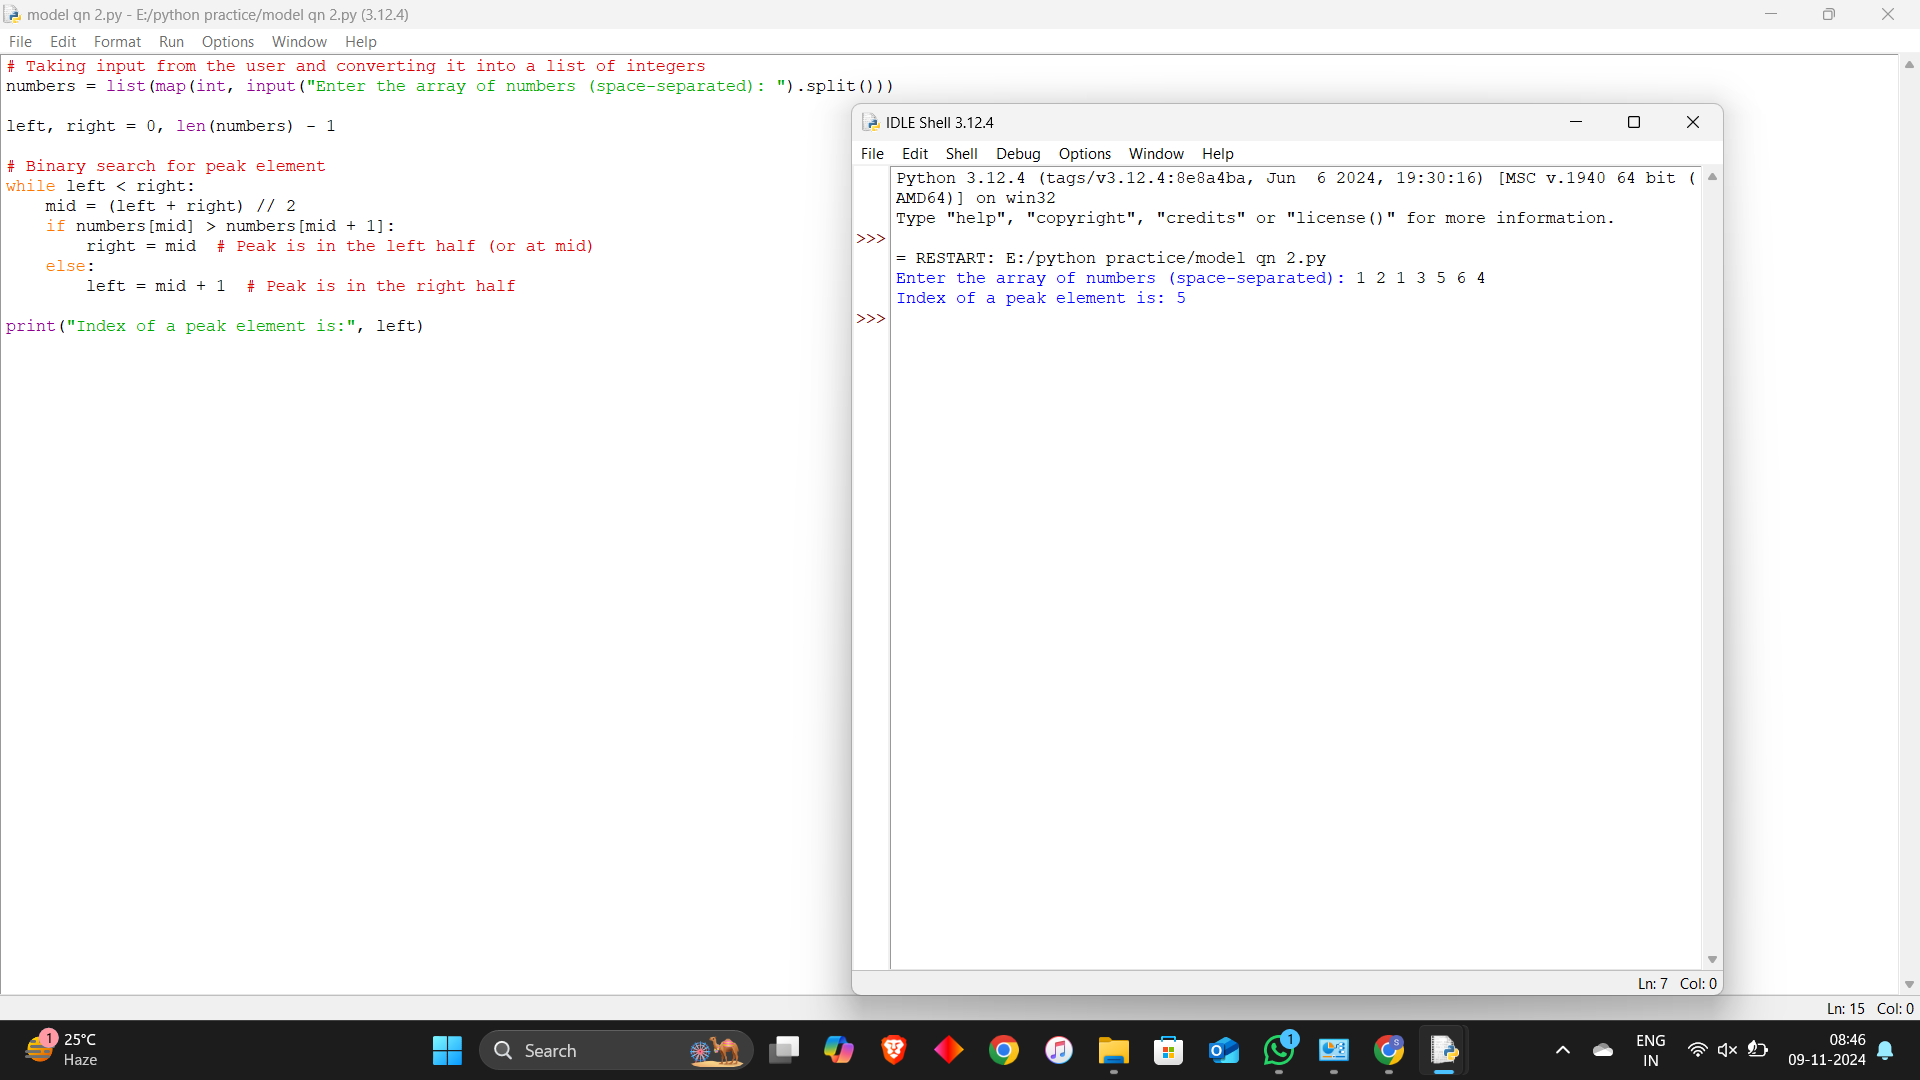 model qn 2.py - E:/python practice/model qn 2.py (3.12.4)
File Edit Format Run Options Window Help
# Taking input from the user and converting it into a list of integers
numbers = list(map(int, input("Enter the array of numbers (space-separated): ").split()))
left, right = 0, len(numbers) - 1
# Binary search for peak element
while left < right:
    mid = (left + right) // 2
    if numbers[mid] > numbers[mid + 1]:
        right = mid  # Peak is in the left half (or at mid)
    else:
        left = mid + 1  # Peak is in the right half
print("Index of a peak element is:", left)
IDLE Shell 3.12.4
File Edit Shell Debug Options Window Help
Python 3.12.4 (tags/v3.12.4:8e8a4ba, Jun  6 2024, 19:30:16) [MSC v.1940 64 bit (
AMD64)] on win32
Type "help", "copyright", "credits" or "license()" for more information.
>>>
= RESTART: E:/python practice/model qn 2.py
Enter the array of numbers (space-separated): 1 2 1 3 5 6 4
Index of a peak element is: 5
>>>
Ln: 7 Col: 0
Ln: 15 Col: 0
1
25°C
Haze
Search
1
S
ENG
IN
08:46
09-11-2024